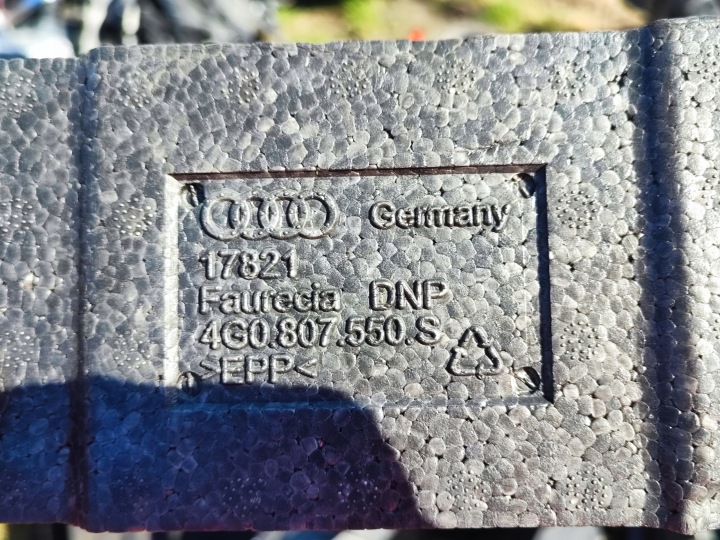 Germany
17821
Faurecia DNP
4G0.807.550.S
>EPP<